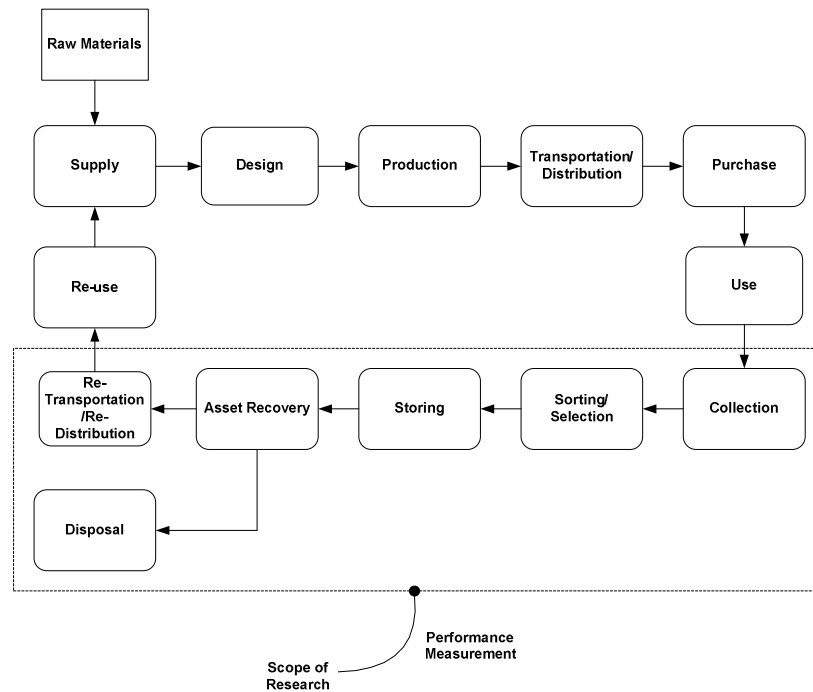 Raw Materials
Supply
Design
Production
Transportation/
Distribution
Purchase
Re-use
Use
Re-
Transportation
/Re-
Distribution
Asset Recovery
Storing
Sorting/
Selection
Collection
Disposal
Performance
Measurement
Scope of
Research